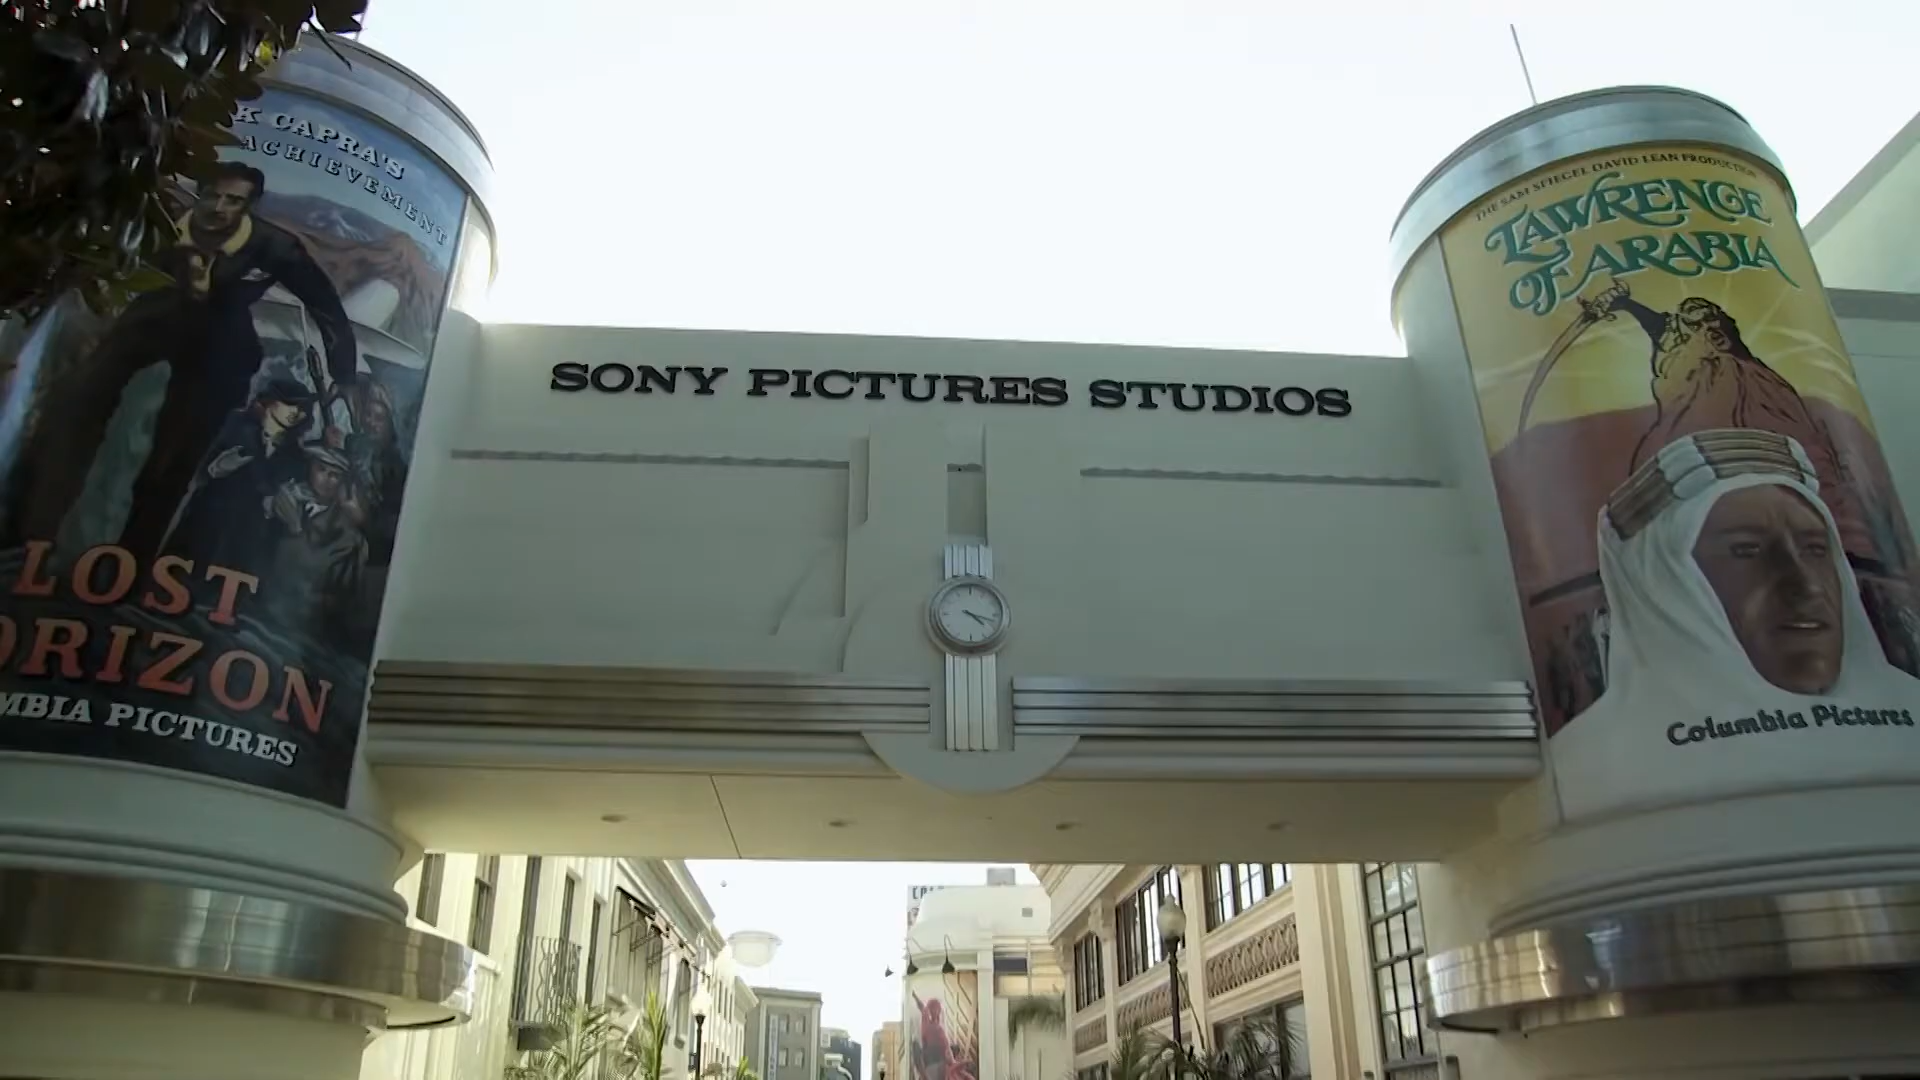 K CAPRA'S
ACHIEVEMENT
LOST
ORIZON
MBIA PICTURES
SONY PICTURES STUDIOS
THE SAM SPIEGEL DAVID LEAN PRODUCTION
LAWRENCE
OF ARABIA
Columbia Pictures